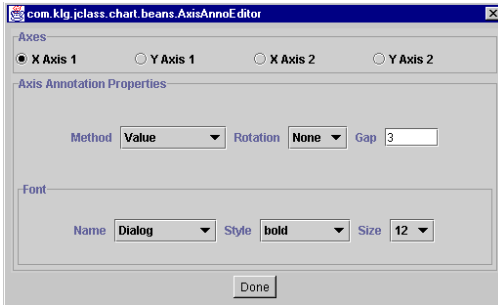 com.klg.jclass.chart.beans.AxisAnnoEditor
Axes
X Axis 1 Y Axis 1 X Axis 2 Y Axis 2
Axis Annotation Properties
Method Value Rotation None Gap 3
Font
Name Dialog Style bold Size 12
Done